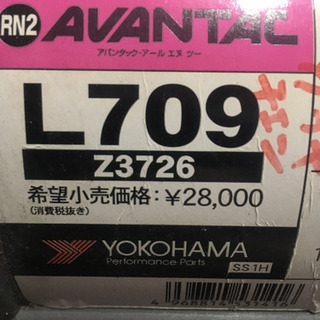 RN2 AVANTAC
アバンタック・アール エヌ ツー
L709
Z3726
希望小売価格：¥28,000
(消費税抜き)
YOKOHAMA
Performance Parts
SS1H